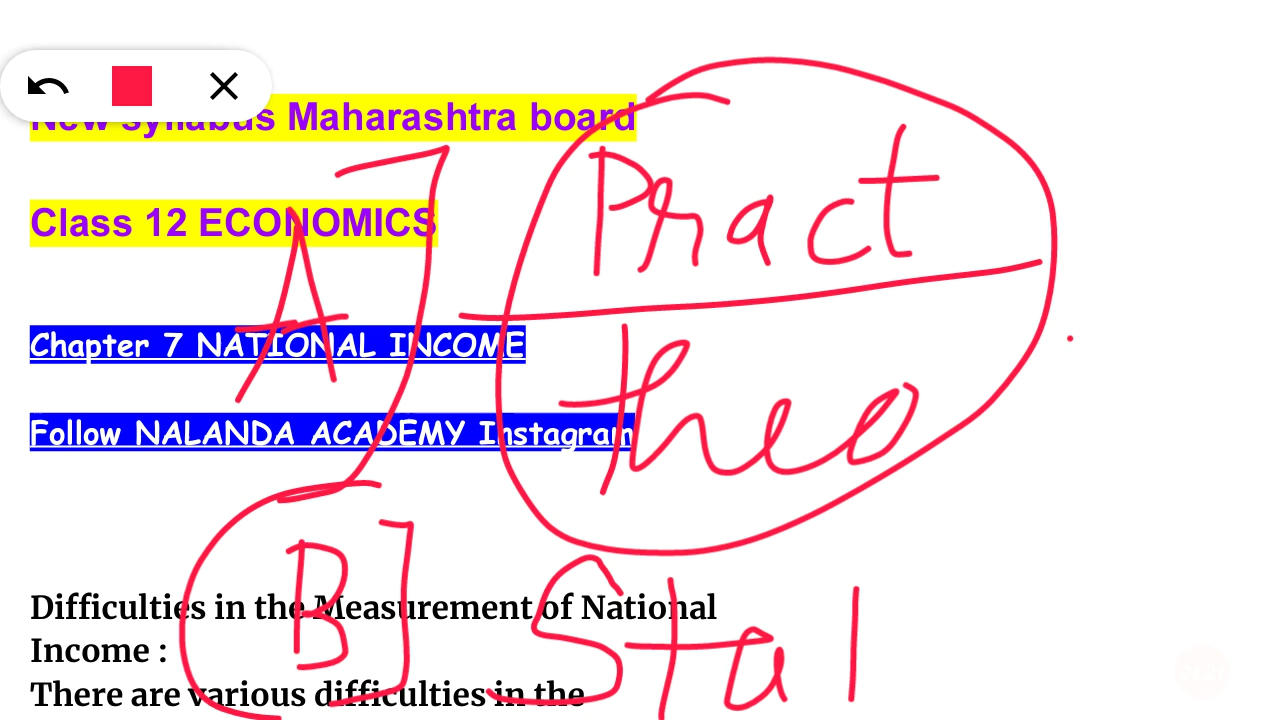 New syllabus Maharashtra board
Class 12 ECONOMICS
A]
Pract
theo
Chapter 7 NATIONAL INCOME
Follow NALANDA ACADEMY Instagram
B]
Difficulties in the Measurement of National
Income :
There are various difficulties in the